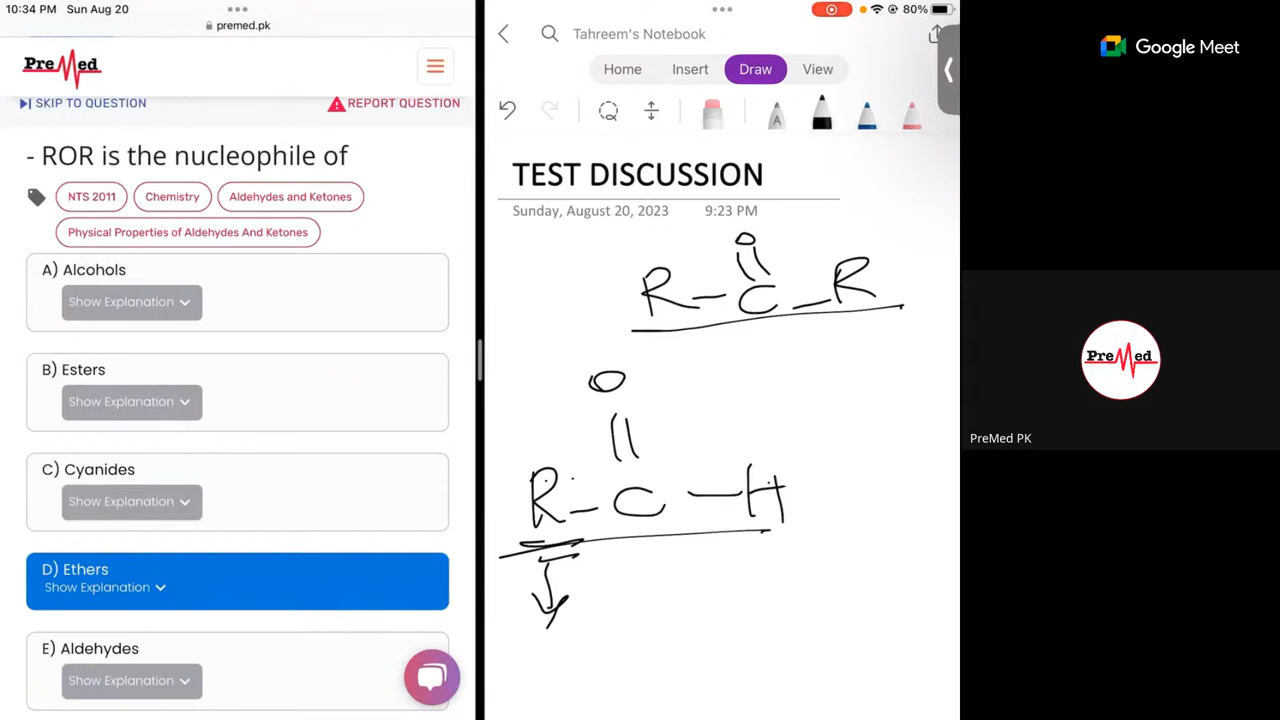 10:34 PM Sun Aug 20
premed.pk
PreMed
SKIP TO QUESTION
REPORT QUESTION
- ROR is the nucleophile of
NTS 2011
Chemistry
Aldehydes and Ketones
Physical Properties of Aldehydes And Ketones
A) Alcohols
Show Explanation
B) Esters
Show Explanation
C) Cyanides
Show Explanation
D) Ethers
Show Explanation
E) Aldehydes
Show Explanation
80%
Tahreem's Notebook
Home Insert Draw View
A
TEST DISCUSSION
Sunday, August 20, 2023 9:23 PM
O
R - C - R
O
R - C - H
Google Meet
PreMed
PreMed PK